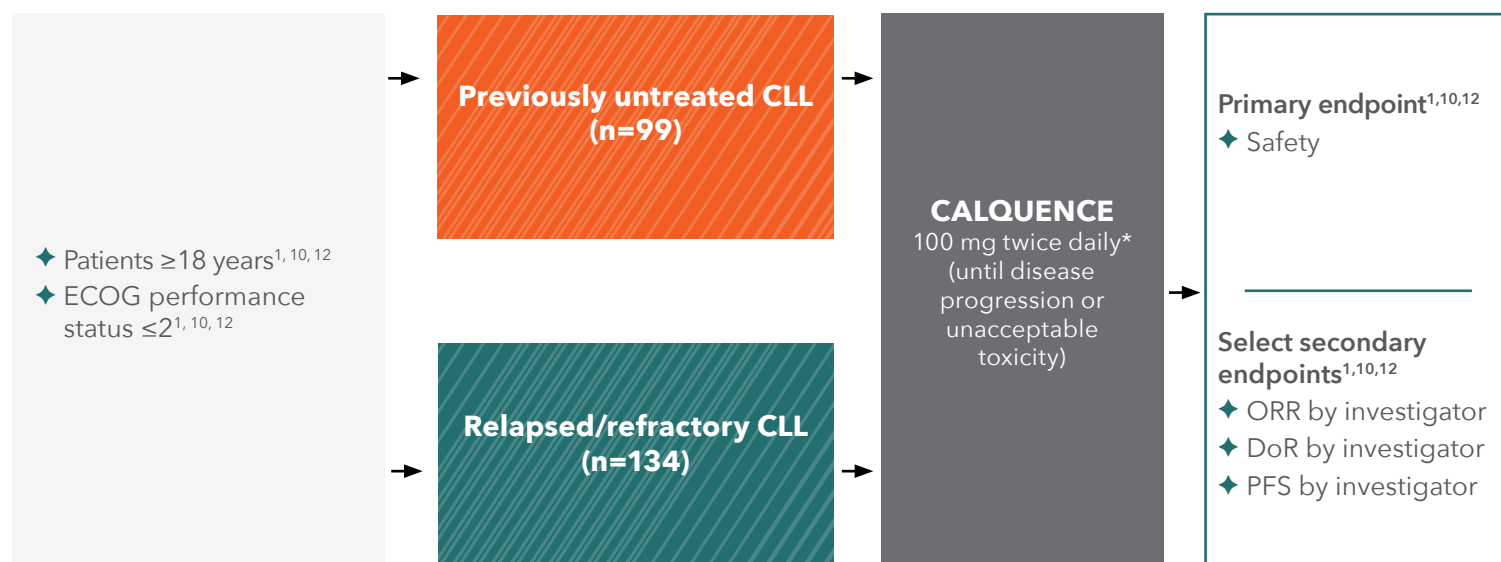 ✦ Patients ≥18 years1, 10, 12
✦ ECOG performance
status ≤21, 10, 12
Previously untreated CLL
(n=99)
Relapsed/refractory CLL
(n=134)
CALQUENCE
100 mg twice daily*
(until disease
progression or
unacceptable
toxicity)
Primary endpoint1,10,12
✦ Safety
Select secondary
endpoints1,10,12
✦ ORR by investigator
✦ DoR by investigator
✦ PFS by investigator